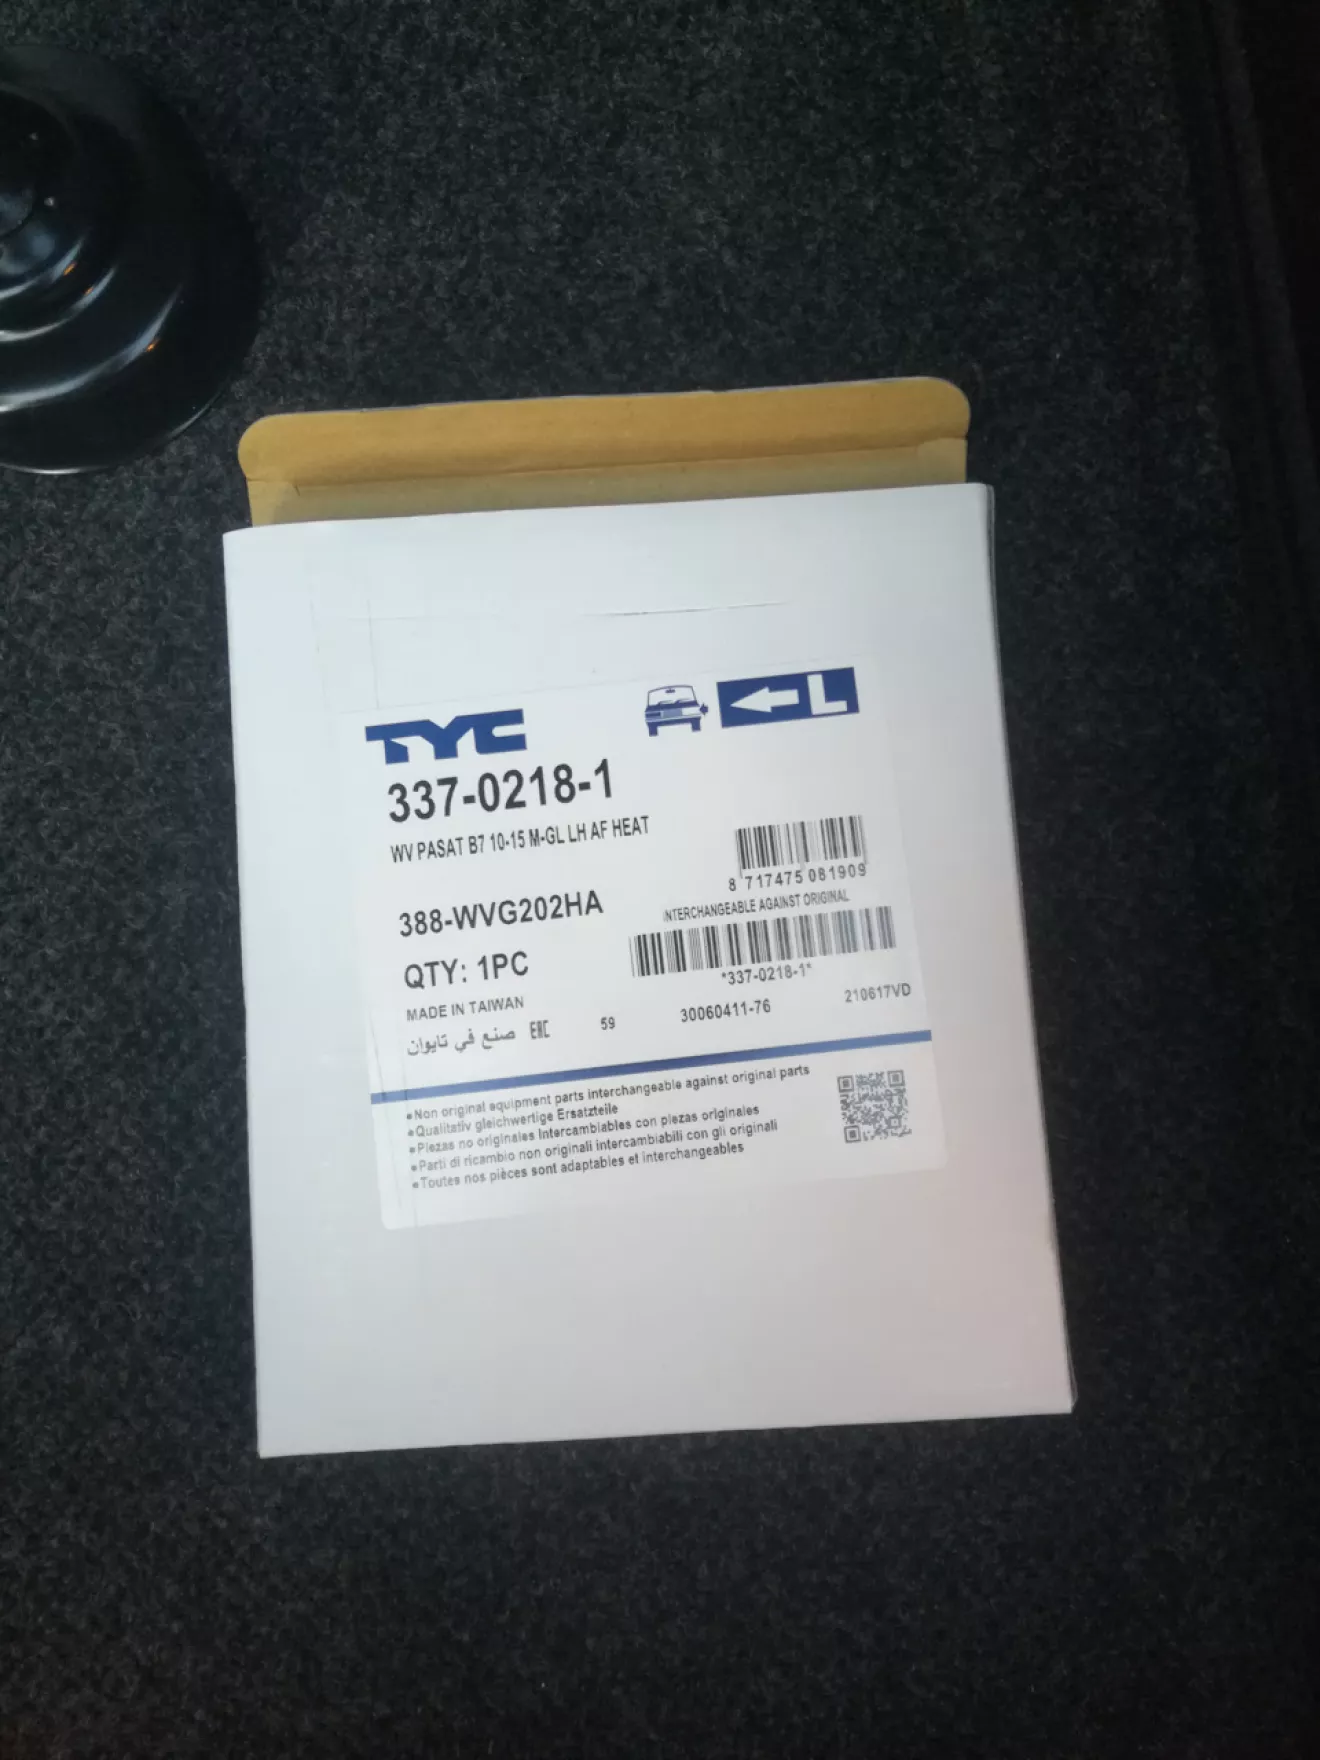 TYC
L
337-0218-1
WV PASAT B7 10-15 M-GL LH AF HEAT
8 717475 081909
388-WVG202HA
INTERCHANGEABLE AGAINST ORIGINAL
QTY: 1PC
*337-0218-1*
MADE IN TAIWAN
صنع في تايوان EAC 59 30060411-76 210617VD
•Non original equipment parts interchangeable against original parts
•Qualitativ gleichwertige Ersatzteile
•Piezas no originales intercambiables con piezas originales
•Parti di ricambio non originali intercambiabili con gli originali
•Toutes nos pièces sont adaptables et interchangeables